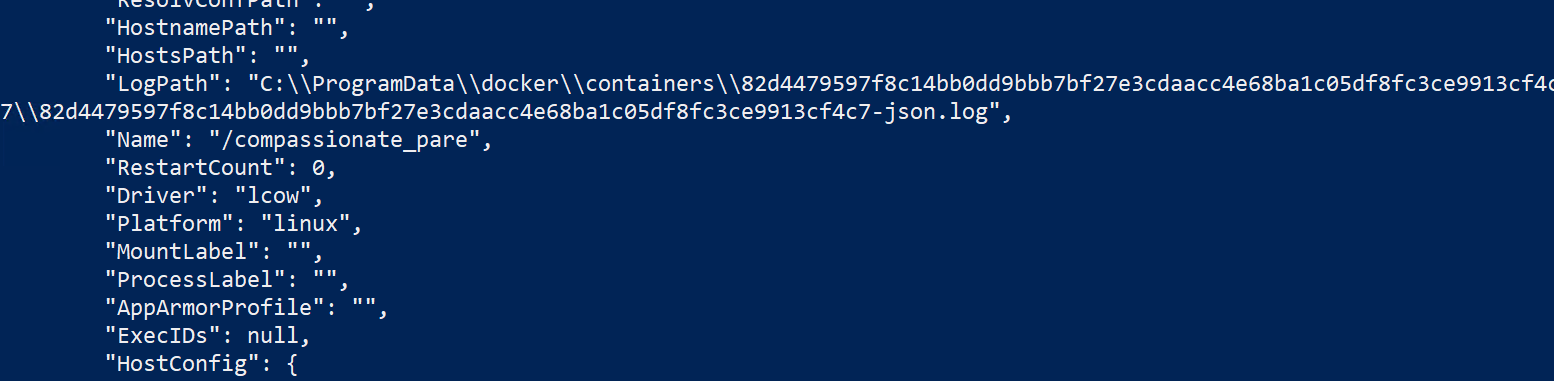 "ResolvConfPath": "",
"HostnamePath": "",
"HostsPath": "",
"LogPath": "C:\\ProgramData\\docker\\containers\\82d4479597f8c14bb0dd9bbb7bf27e3cdaacc4e68ba1c05df8fc3ce9913cf4c
7\\82d4479597f8c14bb0dd9bbb7bf27e3cdaacc4e68ba1c05df8fc3ce9913cf4c7-json.log",
"Name": "/compassionate_pare",
"RestartCount": 0,
"Driver": "lcow",
"Platform": "linux",
"MountLabel": "",
"ProcessLabel": "",
"AppArmorProfile": "",
"ExecIDs": null,
"HostConfig": {